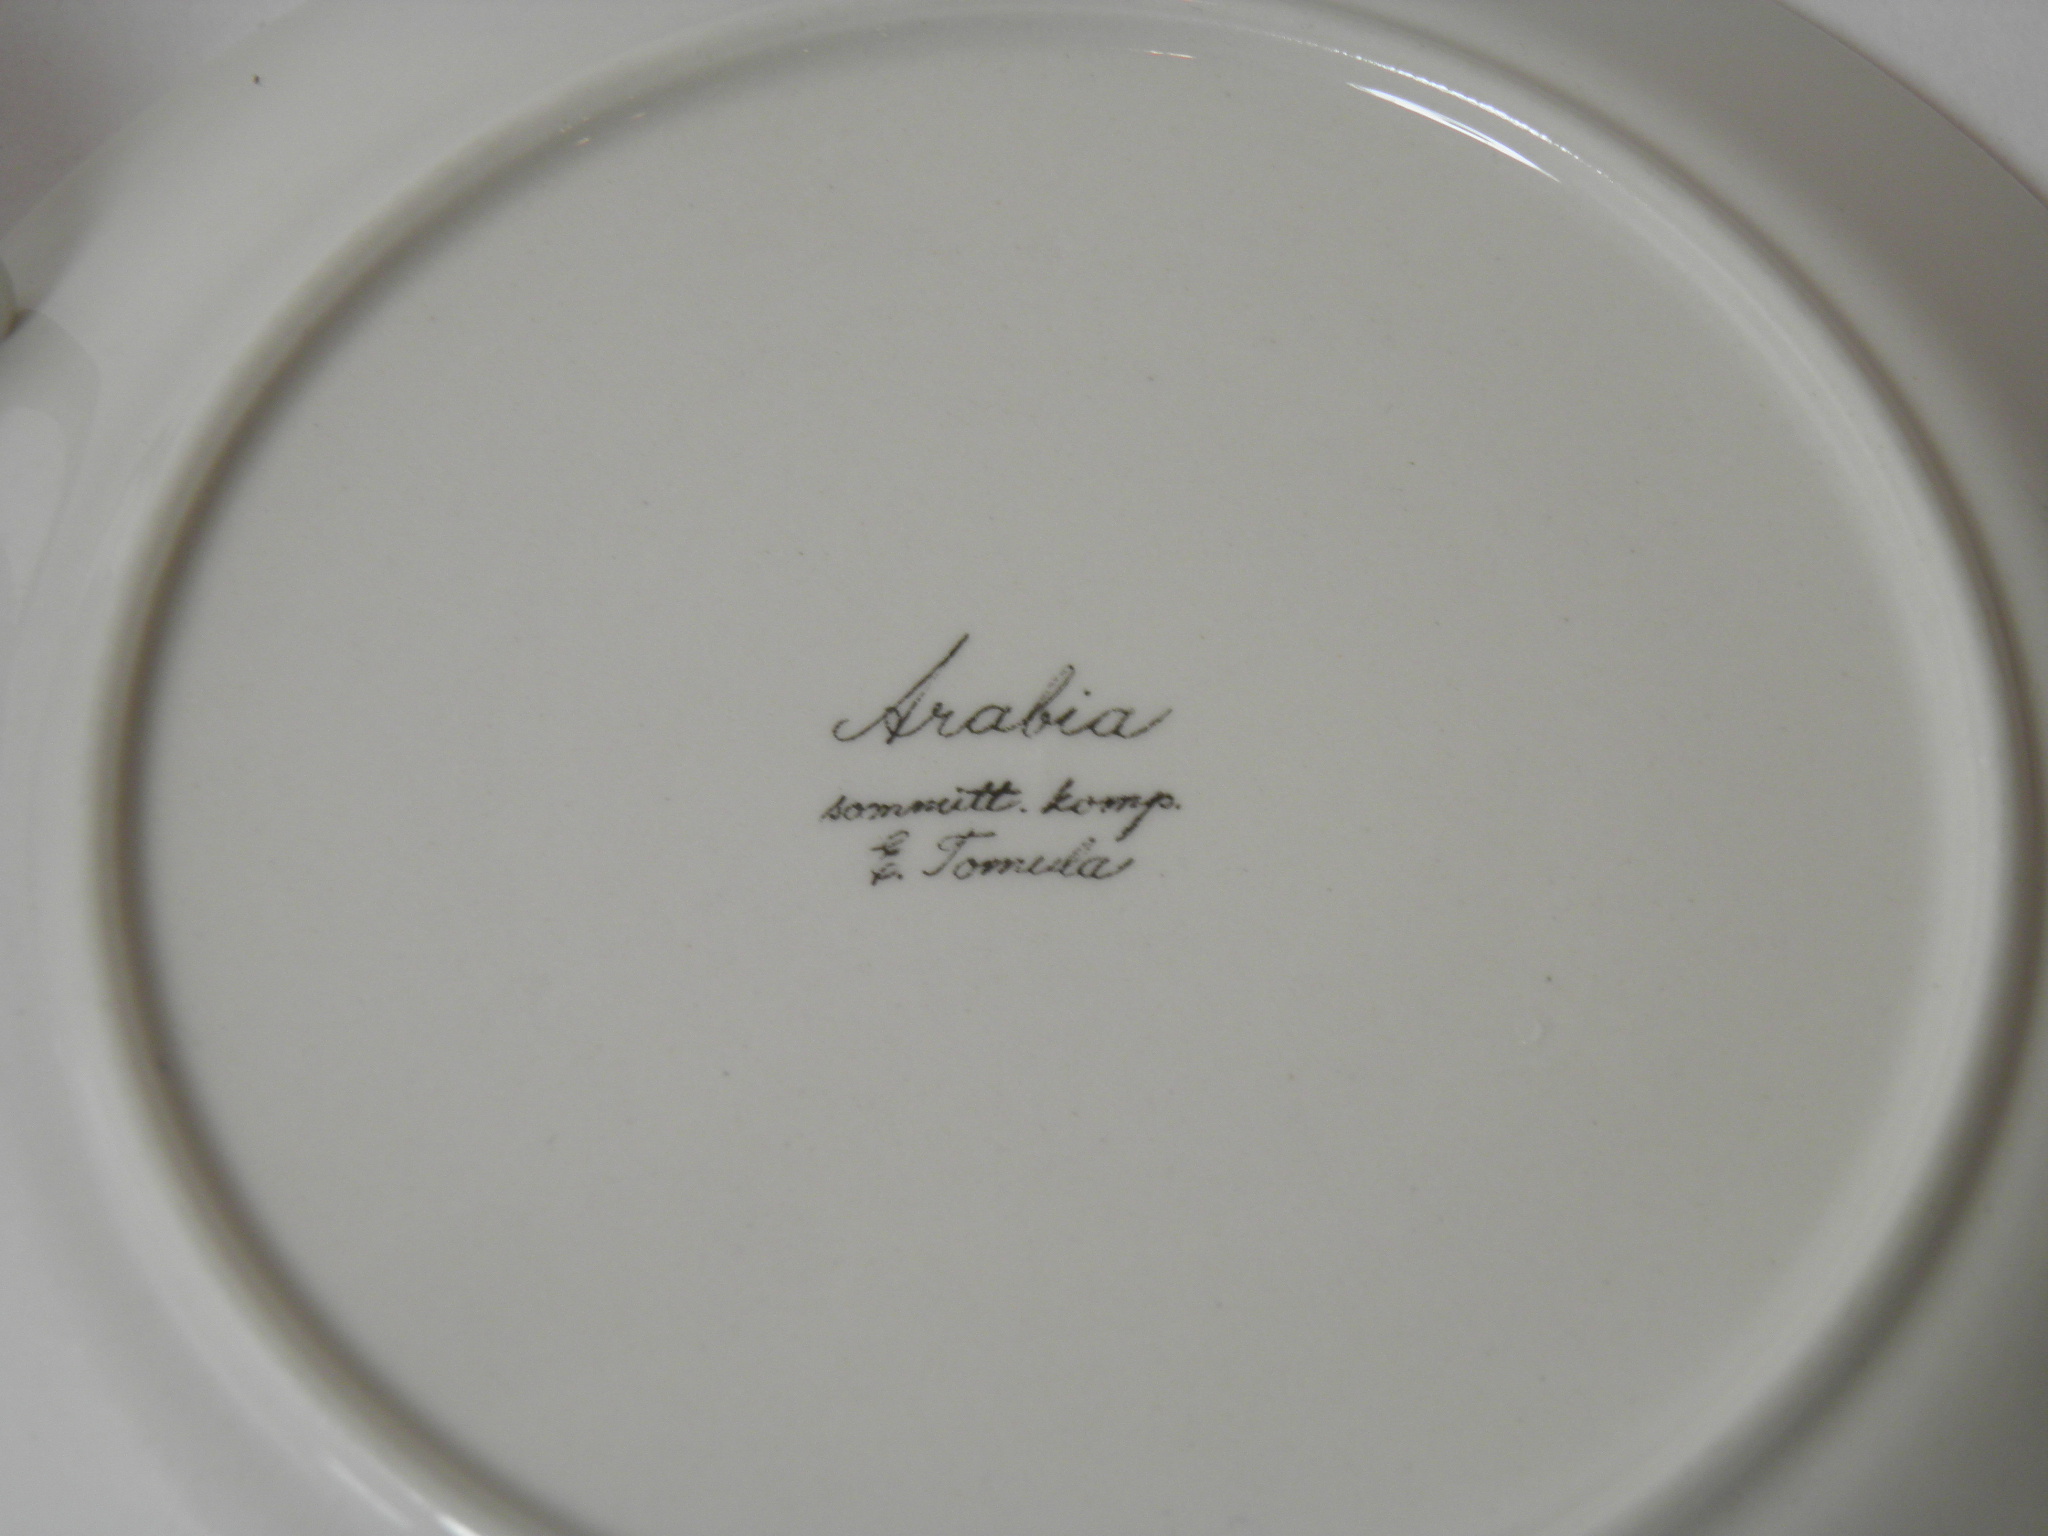 Arabia
sommitt. komp.
E. Tomula